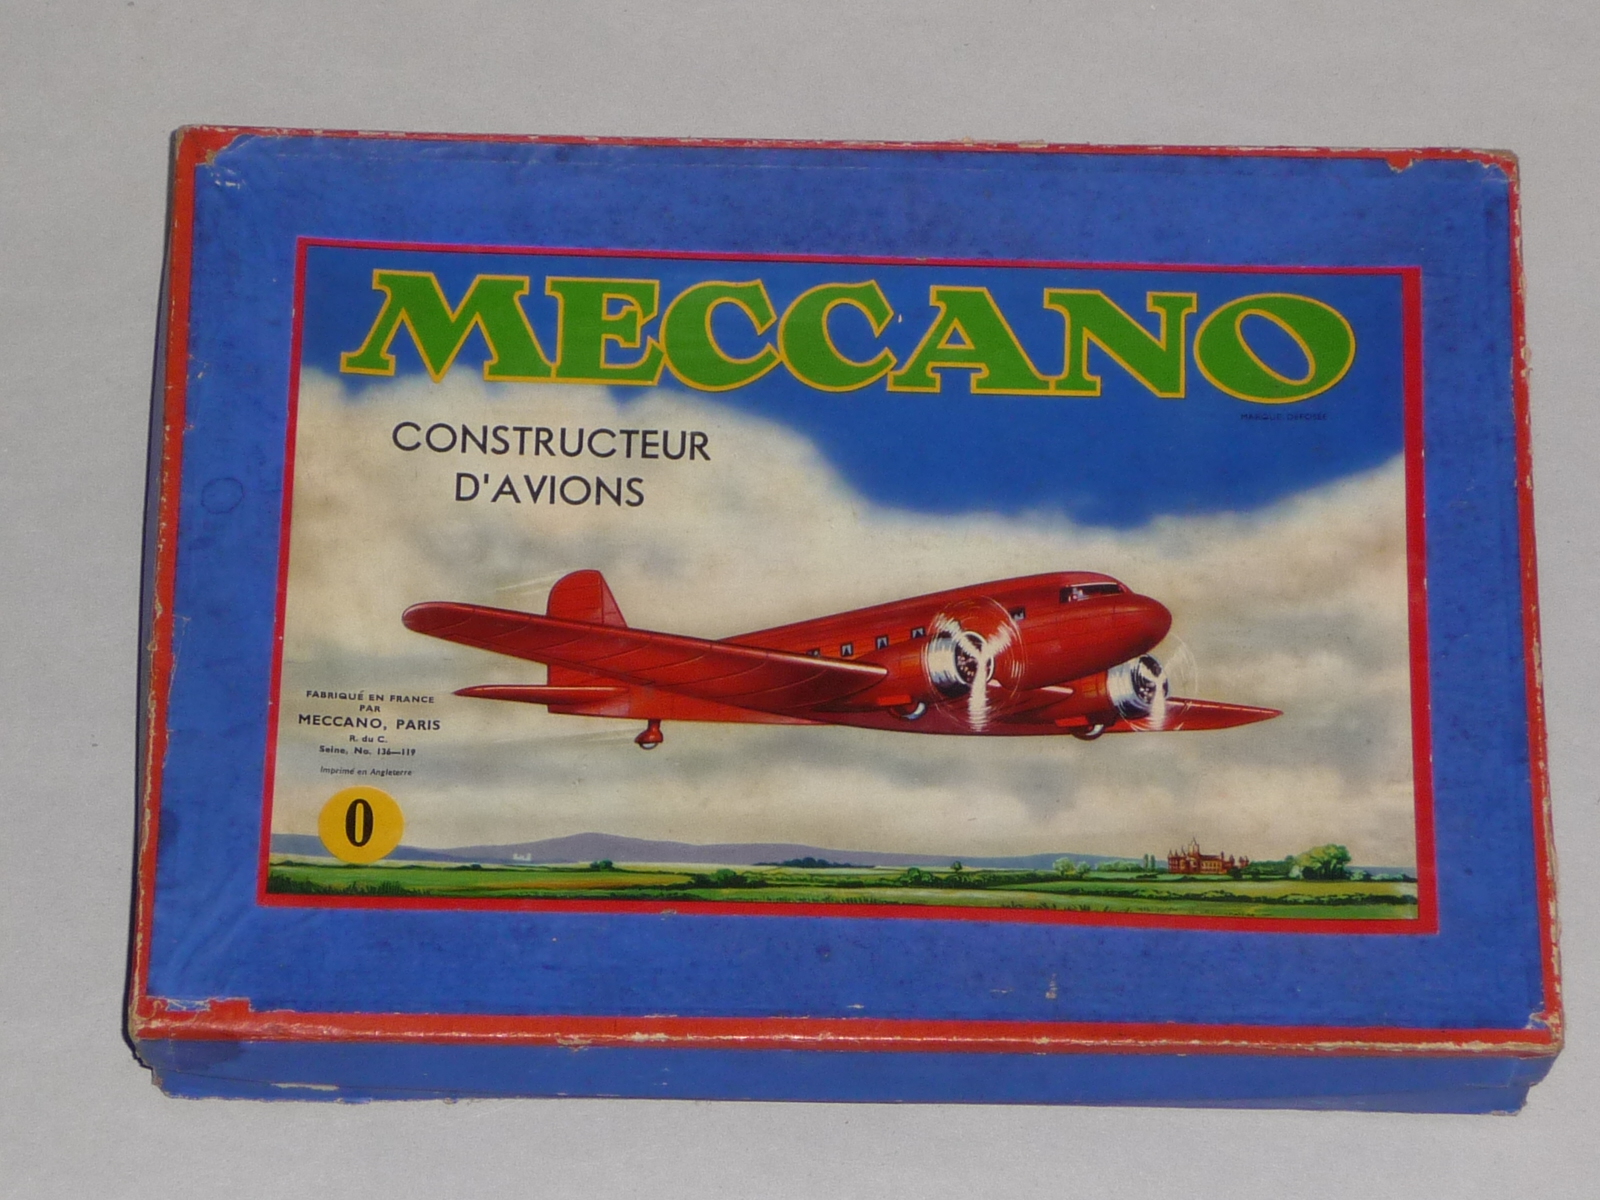 MECCANO
MARQUE DÉPOSÉE
CONSTRUCTEUR
D'AVIONS
FABRIQUÉ EN FRANCE
PAR
MECCANO, PARIS
R. du C.
Seine, No. 136—119
Imprimé en Angleterre
0